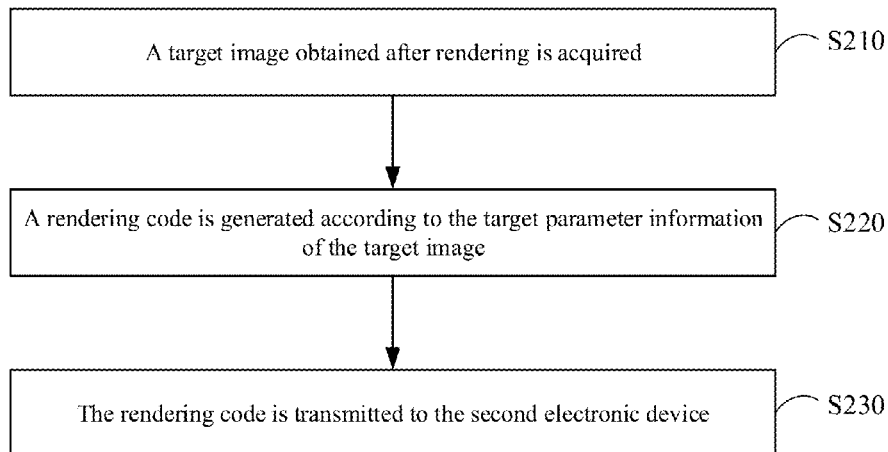 A target image obtained after rendering is acquired
S210
A rendering code is generated according to the target parameter information
of the target image
S220
The rendering code is transmitted to the second electronic device
S230